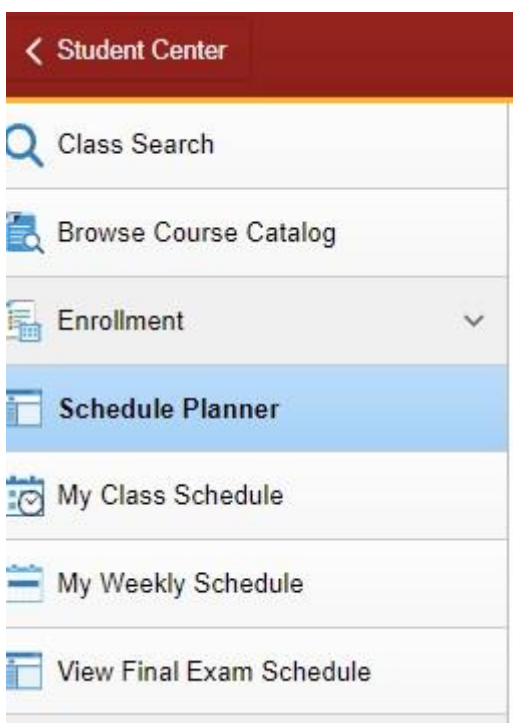 Student Center
Class Search
Browse Course Catalog
Enrollment
Schedule Planner
My Class Schedule
My Weekly Schedule
View Final Exam Schedule